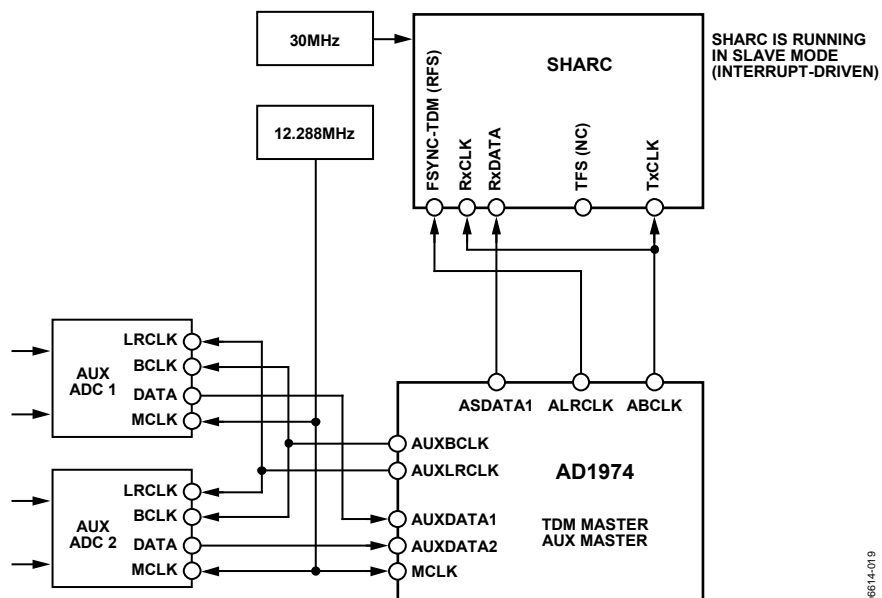 30MHz
12.288MHz
SHARC
SHARC IS RUNNING
IN SLAVE MODE
(INTERRUPT-DRIVEN)
FSYNC-TDM (RFS)
RxCLK
RxDATA
TFS (NC)
TxCLK
AUX
ADC 1
LRCLK
BCLK
DATA
MCLK
AUX
ADC 2
LRCLK
BCLK
DATA
MCLK
ASDATA1
ALRCLK
ABCLK
AUXBCLK
AUXLRCLK
AUXDATA1
AUXDATA2
MCLK
AD1974
TDM MASTER
AUX MASTER
06614-019